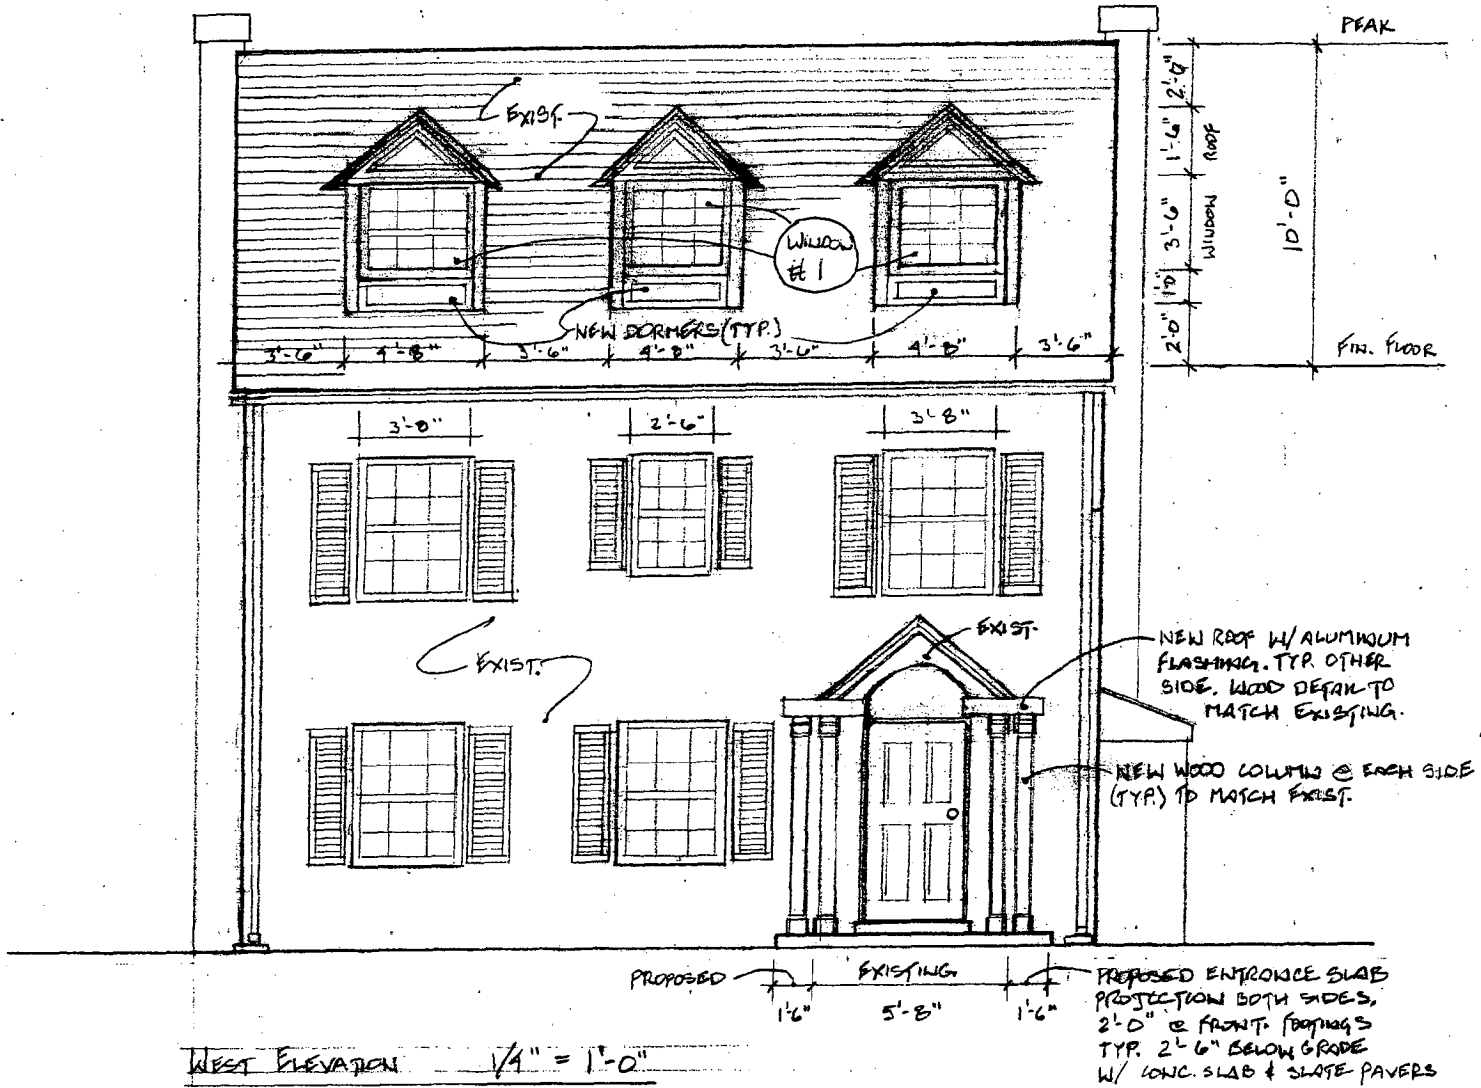 PEAK
2'-0"
EXIST.
1'-6"
ROOF
WINDOW
# 1
3'-6"
WINDOW
10'-0"
1'0"
NEW DORMERS (TYP.)
2'-0"
FIN. FLOOR
3'-6" 4'-8" 3'-6" 4'-8" 3'-6" 4'-8" 3'-6"
3'-8" 2'-6" 3'-8"
EXIST.
EXIST.
NEW ROOF W/ ALUMINUM
FLASHING. TYP. OTHER
SIDE. WOOD DETAIL TO
MATCH EXISTING.
NEW WOOD COLUMN @ EACH SIDE
(TYP.) TO MATCH EXIST.
PROPOSED EXISTING
1'-6" 5'-8" 1'-6"
PROPOSED ENTRANCE SLAB
PROJECTION BOTH SIDES,
2'-0" @ FRONT. FOOTINGS
TYP. 2'-6" BELOW GRADE
W/ CONC. SLAB & SLATE PAVERS
WEST ELEVATION 1/4" = 1'-0"